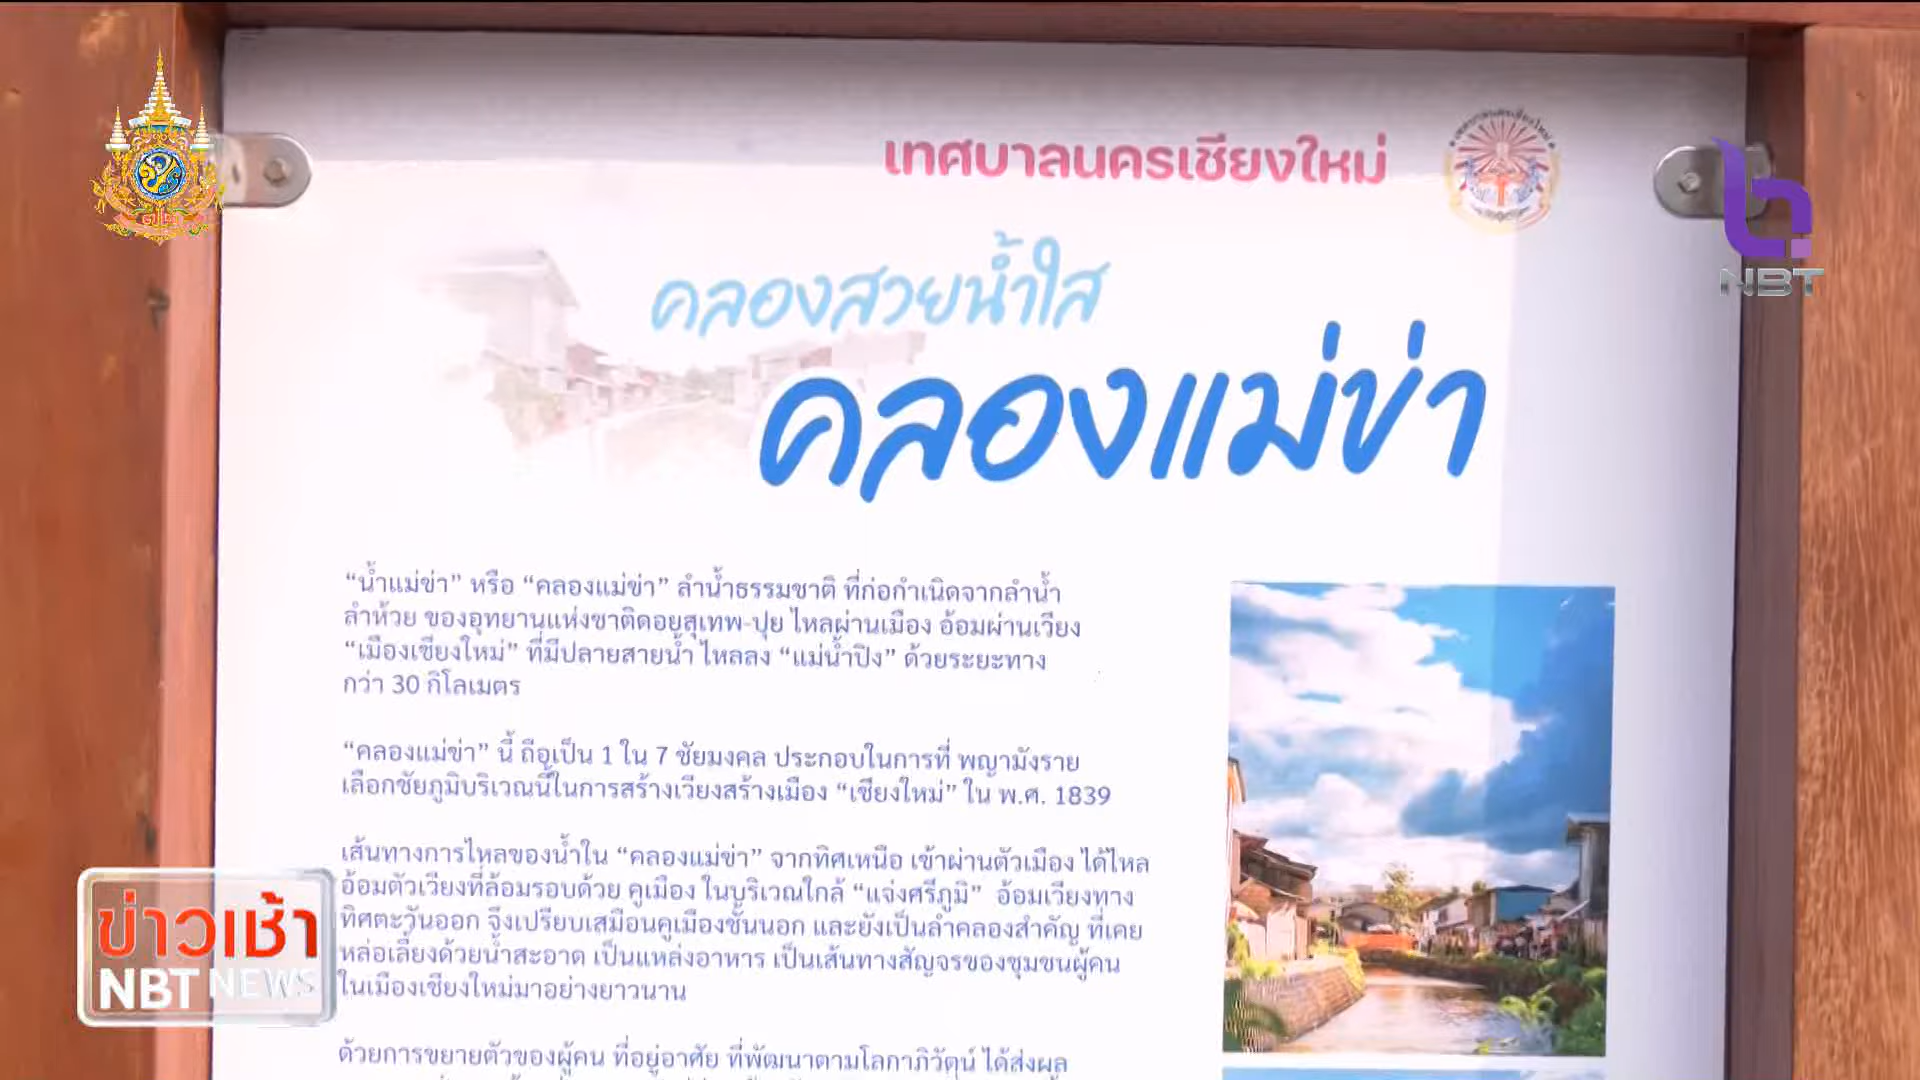 เทศบาลนครเชียงใหม่
NBT
คลองสวยน้ำใส
คลองแม่ข่า
“น้ำแม่ข่า” หรือ “คลองแม่ข่า” ลำน้ำธรรมชาติ ที่ก่อกำเนิดจากลำน้ำ
ลำห้วย ของอุทยานแห่งชาติดอยสุเทพ-ปุย ไหลผ่านเมือง อ้อมผ่านเวียง
“เมืองเชียงใหม่” ที่มีปลายสายน้ำ ไหลลง “แม่น้ำปิง” ด้วยระยะทาง
กว่า 30 กิโลเมตร
“คลองแม่ข่า” นี้ ถือเป็น 1 ใน 7 ชัยมงคล ประกอบในการที่ พญามังราย
เลือกชัยภูมิบริเวณนี้ในการสร้างเวียงสร้างเมือง “เชียงใหม่” ใน พ.ศ. 1839
เส้นทางการไหลของน้ำใน “คลองแม่ข่า” จากทิศเหนือ เข้าผ่านตัวเมือง ได้ไหล
อ้อมตัวเวียงที่ล้อมรอบด้วย คูเมือง ในบริเวณใกล้ “แจ่งศรีภูมิ” อ้อมเวียงทาง
ทิศตะวันออก จึงเปรียบเสมือนคูเมืองชั้นนอก และยังเป็นลำคลองสำคัญ ที่เคย
หล่อเลี้ยงด้วยน้ำสะอาด เป็นแหล่งอาหาร เป็นเส้นทางสัญจรของชุมชนผู้คน
ในเมืองเชียงใหม่มาอย่างยาวนาน
ด้วยการขยายตัวของผู้คน ที่อยู่อาศัย ที่พัฒนาตามโลกาภิวัตน์ ได้ส่งผล
ข่าวเช้า
NBT NEWS